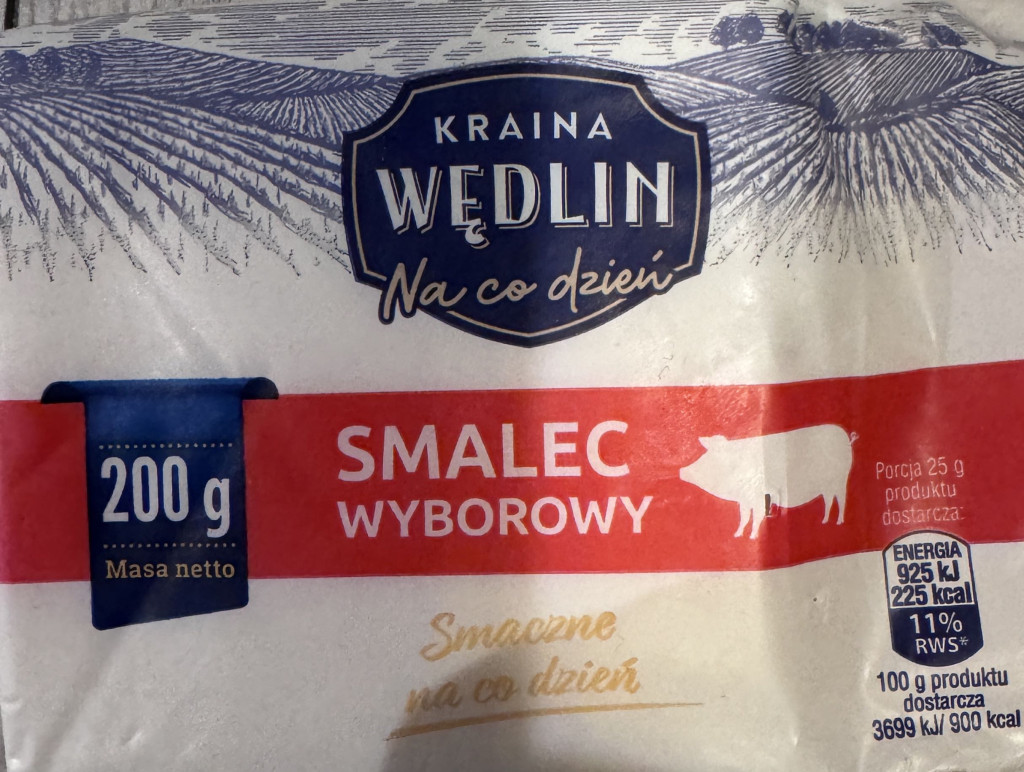 KRAINA
WĘDLIN
Na co dzień
200 g
Masa netto
SMALEC
WYBOROWY
Porcja 25 g
produktu
dostarcza:
ENERGIA
925 kJ
225 kcal
11%
RWS*
100 g produktu
dostarcza
3699 kJ/ 900 kcal
Smaczne
na co dzień